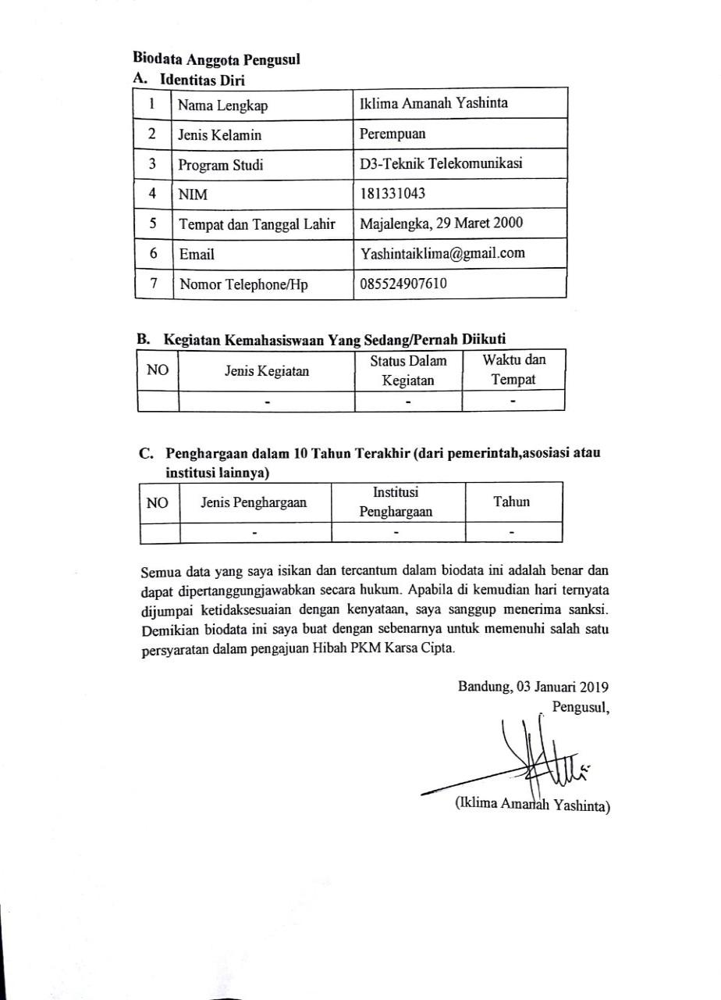 Biodata Anggota Pengusul
A. Identitas Diri
1 Nama Lengkap Iklima Amanah Yashinta
2 Jenis Kelamin Perempuan
3 Program Studi D3-Teknik Telekomunikasi
4 NIM 181331043
5 Tempat dan Tanggal Lahir Majalengka, 29 Maret 2000
6 Email Yashintaiklima@gmail.com
7 Nomor Telephone/Hp 085524907610
B. Kegiatan Kemahasiswaan Yang Sedang/Pernah Diikuti
NO Jenis Kegiatan Status Dalam Kegiatan Waktu dan Tempat
- - -
C. Penghargaan dalam 10 Tahun Terakhir (dari pemerintah,asosiasi atau
institusi lainnya)
NO Jenis Penghargaan Institusi Penghargaan Tahun
- - -
Semua data yang saya isikan dan tercantum dalam biodata ini adalah benar dan
dapat dipertanggungjawabkan secara hukum. Apabila di kemudian hari ternyata
dijumpai ketidaksesuaian dengan kenyataan, saya sanggup menerima sanksi.
Demikian biodata ini saya buat dengan sebenarnya untuk memenuhi salah satu
persyaratan dalam pengajuan Hibah PKM Karsa Cipta.
Bandung, 03 Januari 2019
Pengusul,
(Iklima Amanah Yashinta)